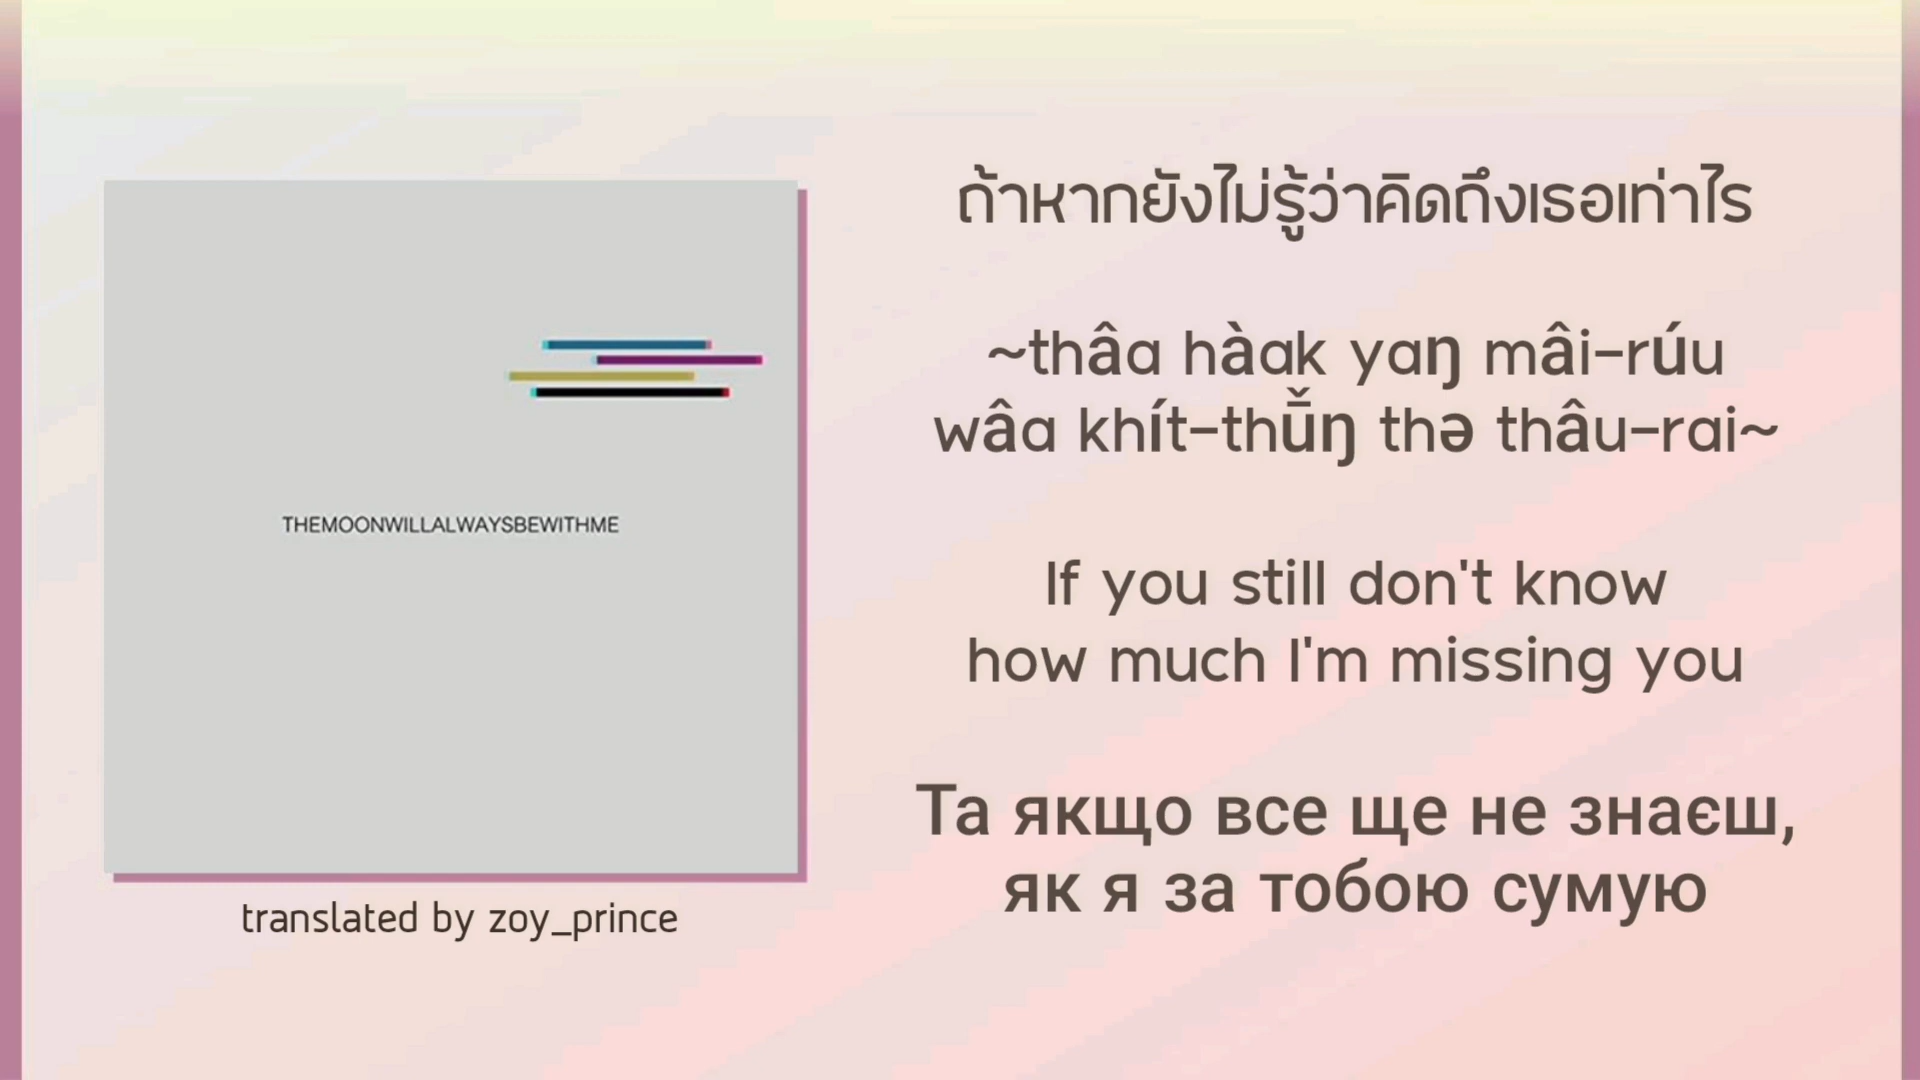 THEMOONWILLALWAYSBEWITHME
translated by zoy_prince
ถ้าหากยังไม่รู้ว่าคิดถึงเธอเท่าไร
~thâa hàak yaŋ mâi-rúu
wâa khít-thʉ̌ŋ thə thâu-rai~
If you still don't know
how much I'm missing you
Та якщо все ще не знаєш,
як я за тобою сумую